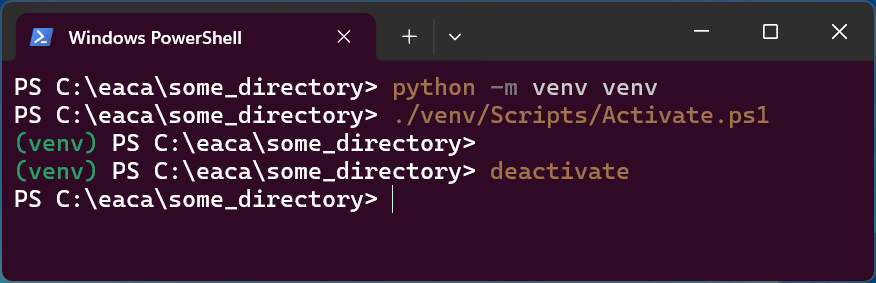 Windows PowerShell
PS C:\eaca\some_directory> python -m venv venv
PS C:\eaca\some_directory> ./venv/Scripts/Activate.ps1
(venv) PS C:\eaca\some_directory>
(venv) PS C:\eaca\some_directory> deactivate
PS C:\eaca\some_directory>